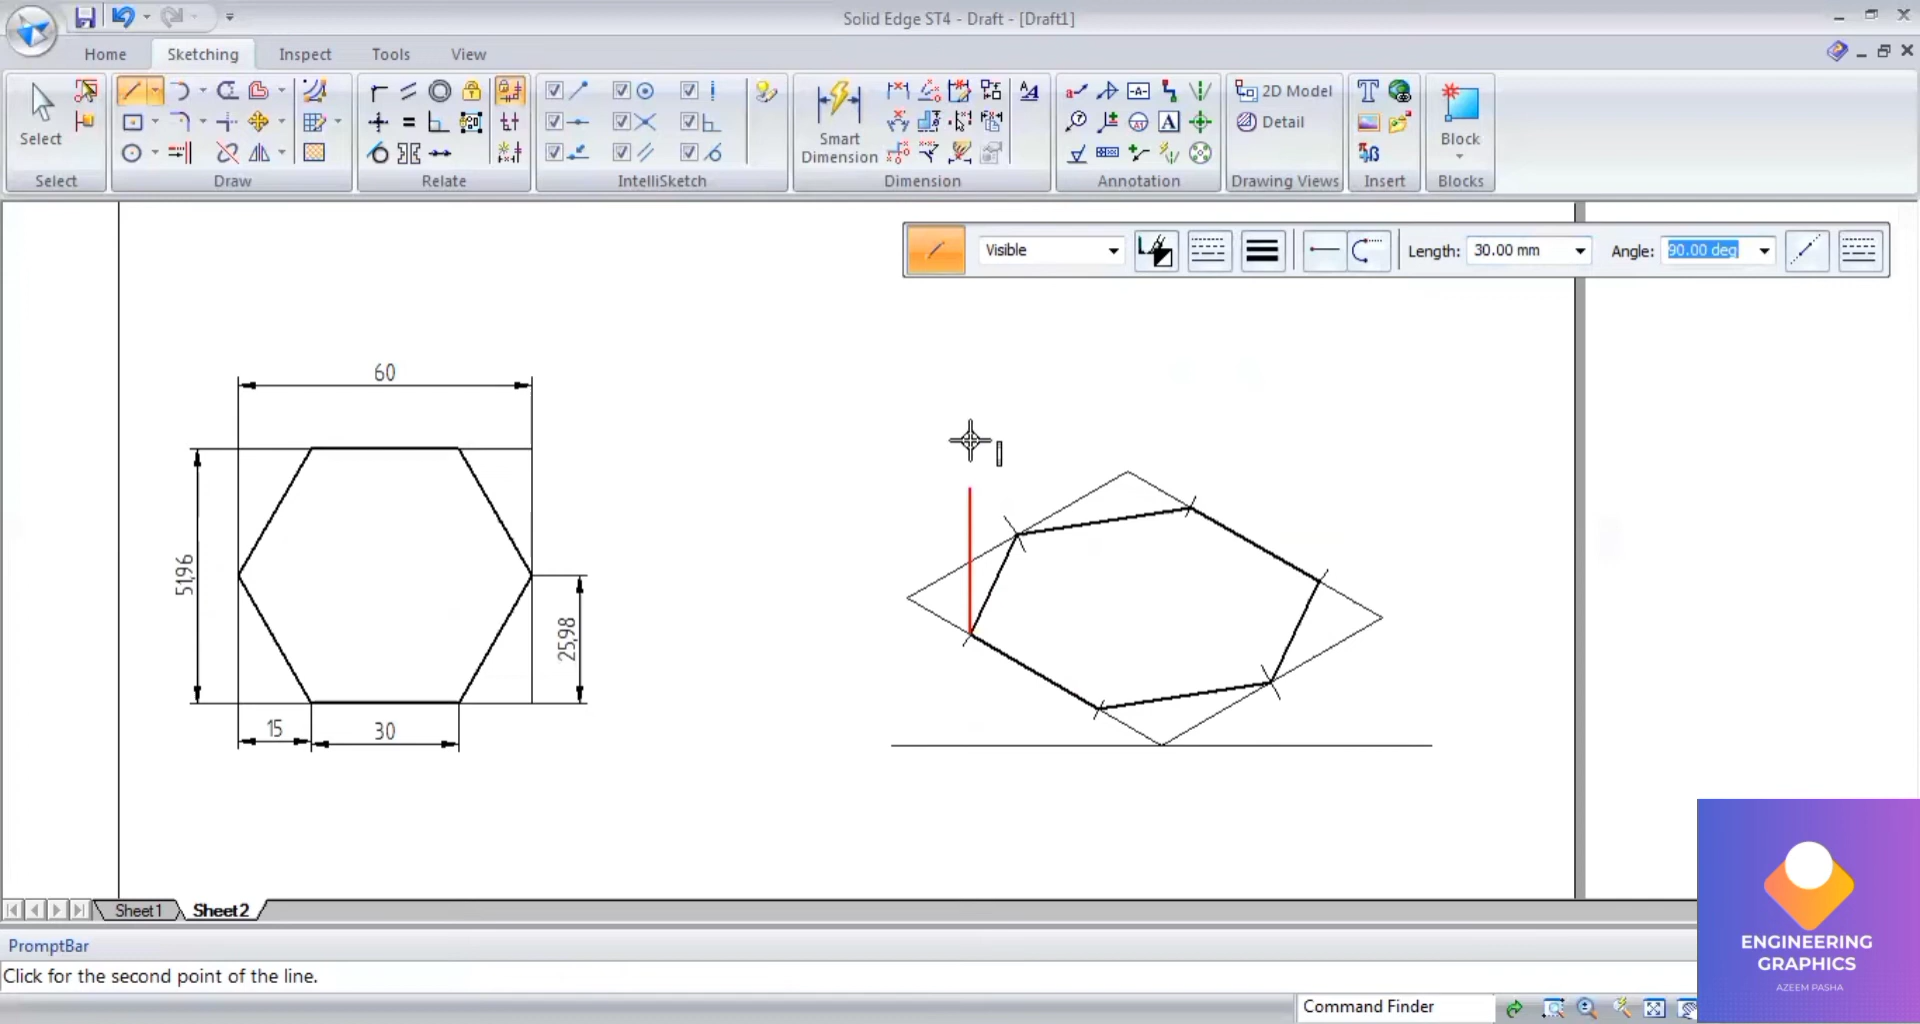 Solid Edge ST4 - Draft - [Draft1]
Home
Sketching
Inspect
Tools
View
Select
Select
Draw
Relate
IntelliSketch
Smart
Dimension
Dimension
Annotation
2D Model
Detail
Drawing Views
Insert
Block
Blocks
Visible
Length:
30.00 mm
Angle:
90.00 deg
60
51,96
25,98
15
30
Sheet1
Sheet2
PromptBar
Click for the second point of the line.
Command Finder
ENGINEERING
GRAPHICS
AZEEM PASHA